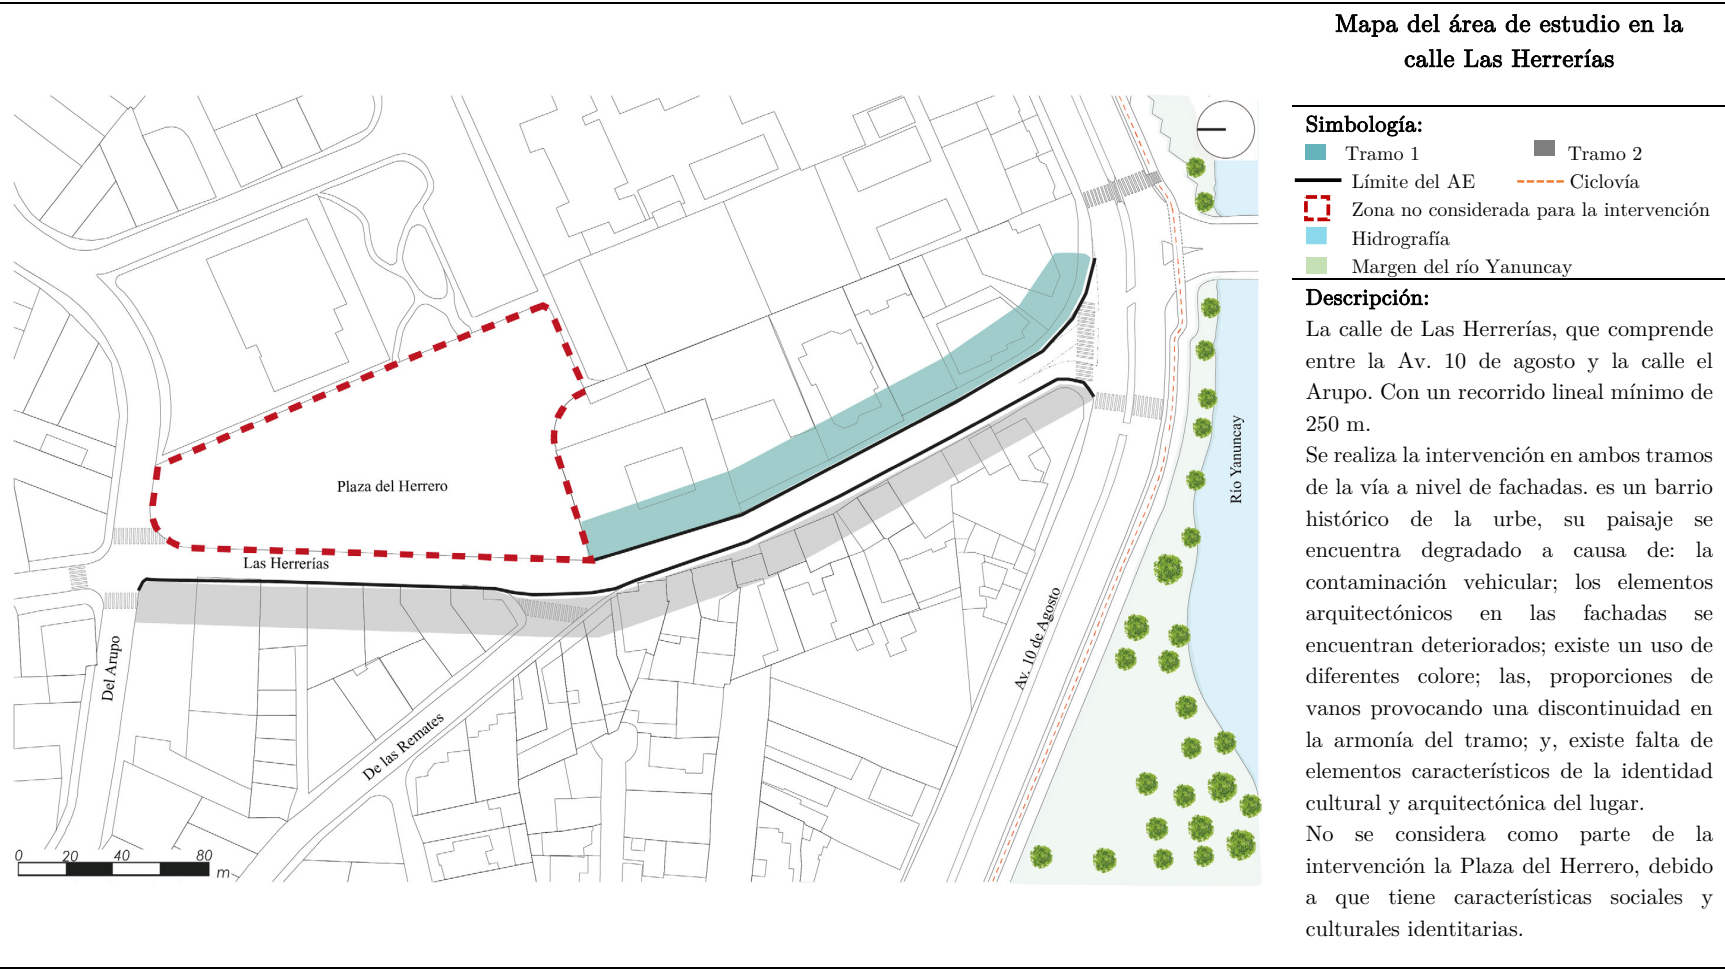 Mapa del área de estudio en la
calle Las Herrerías
Simbología:
Tramo 1
Tramo 2
Límite del AE
Ciclovía
Zona no considerada para la intervención
Hidrografía
Margen del río Yanuncay
Descripción:
La calle de Las Herrerías, que comprende
entre la Av. 10 de agosto y la calle el
Arupo. Con un recorrido lineal mínimo de
250 m.
Se realiza la intervención en ambos tramos
de la vía a nivel de fachadas. es un barrio
histórico de la urbe, su paisaje se
encuentra degradado a causa de: la
contaminación vehicular; los elementos
arquitectónicos en las fachadas se
encuentran deteriorados; existe un uso de
diferentes colore; las, proporciones de
vanos provocando una discontinuidad en
la armonía del tramo; y, existe falta de
elementos característicos de la identidad
cultural y arquitectónica del lugar.
No se considera como parte de la
intervención la Plaza del Herrero, debido
a que tiene características sociales y
culturales identitarias.
Plaza del Herrero
Las Herrerías
Del Arupo
De las Remates
Av. 10 de Agosto
Río Yanuncay
0 20 40 80
m